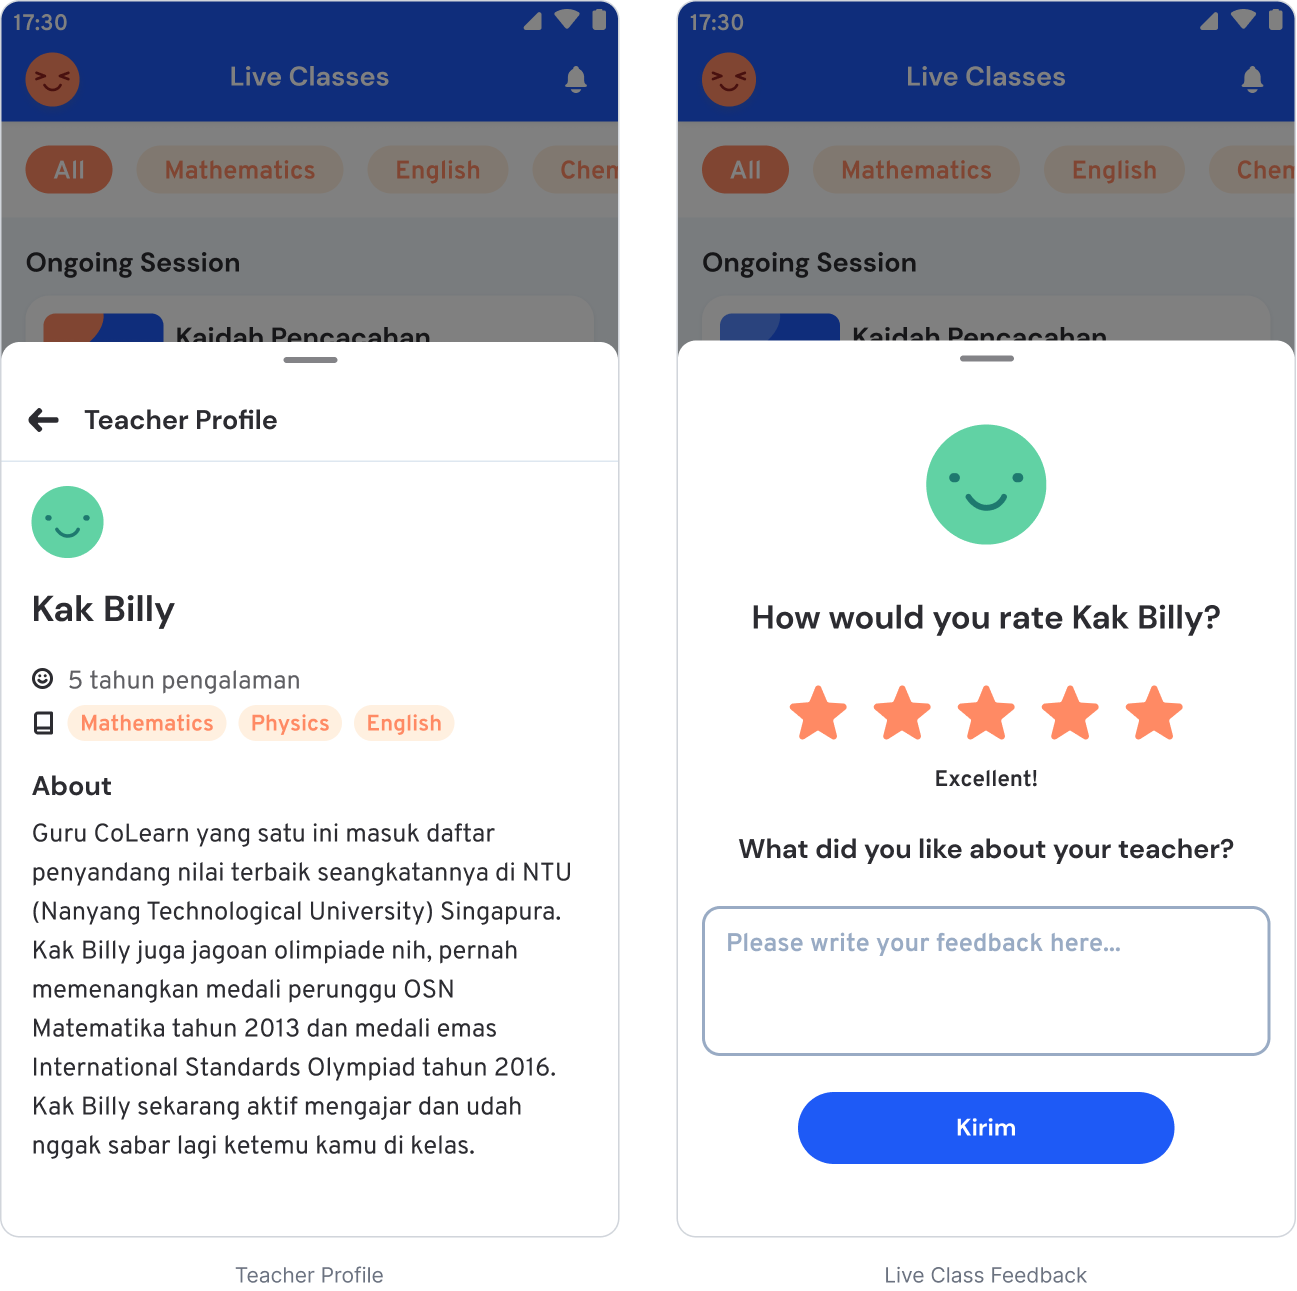 17:30
Live Classes
All
Mathematics
English
Chem
Ongoing Session
Kaidah Pencacahan
Teacher Profile
Kak Billy
5 tahun pengalaman
Mathematics
Physics
English
About
Guru CoLearn yang satu ini masuk daftar
penyandang nilai terbaik seangkatannya di NTU
(Nanyang Technological University) Singapura.
Kak Billy juga jagoan olimpiade nih, pernah
memenangkan medali perunggu OSN
Matematika tahun 2013 dan medali emas
International Standards Olympiad tahun 2016.
Kak Billy sekarang aktif mengajar dan udah
nggak sabar lagi ketemu kamu di kelas.
Teacher Profile
17:30
Live Classes
All
Mathematics
English
Chem
Ongoing Session
Kaidah Pencacahan
How would you rate Kak Billy?
Excellent!
What did you like about your teacher?
Please write your feedback here...
Kirim
Live Class Feedback